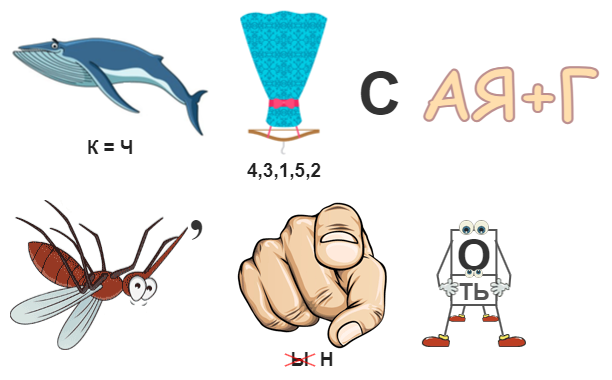 С
АЯ+Г
К = Ч
4,3,1,5,2
,
О
ТЬ
Ы Н